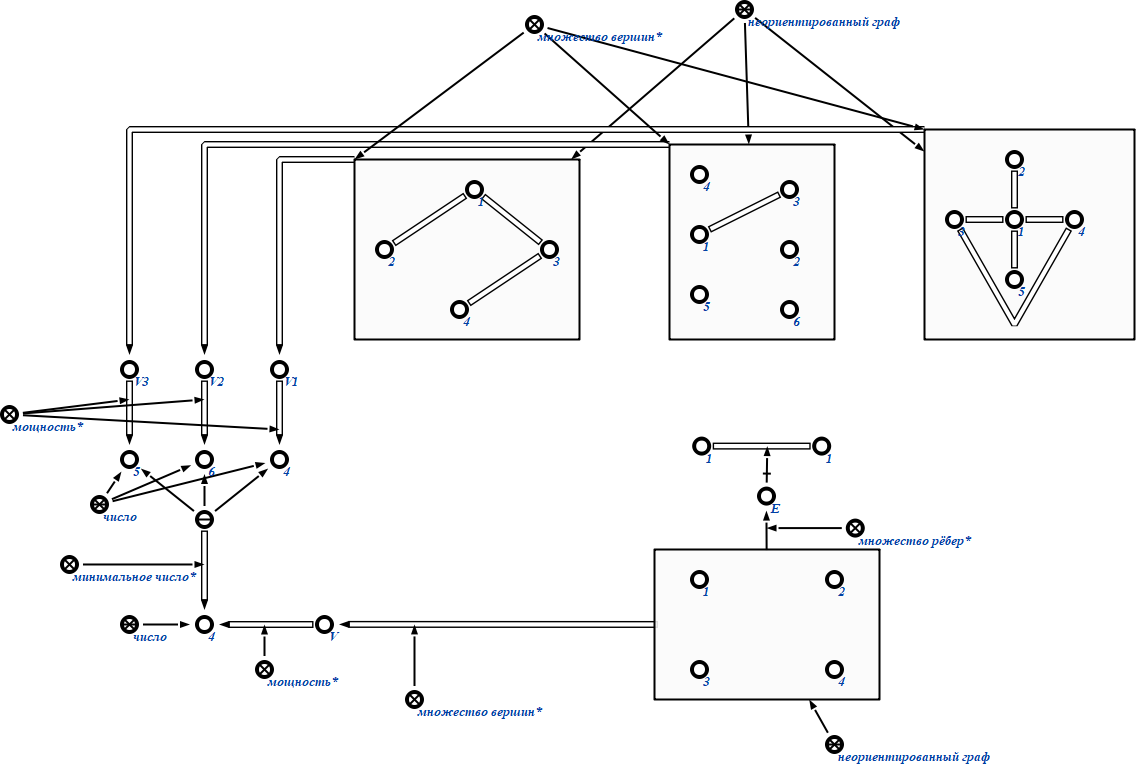 неориентированный граф
множество вершин*
2
3
1
4
1
3
1
4
2
3
2
5
5
4
6
V3
V2
V1
мощность*
1
1
5
6
4
E
число
множество рёбер*
минимальное число*
1
2
число
4
V
мощность*
3
4
множество вершин*
неориентированный граф